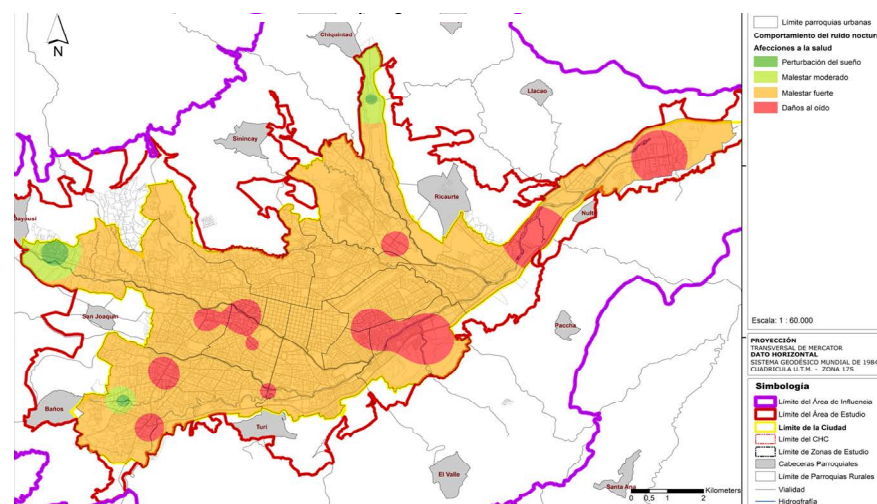 N
Chiquintad
Llacao
Sinincay
Ricaurte
Nulti
Sayausí
San Joaquín
Paccha
Baños
Turi
El Valle
Santa Ana
Kilometers
0 0,5 1 2
Límite parroquias urbanas
Comportamiento del ruido nocturn
Afecciones a la salud
Perturbación del sueño
Malestar moderado
Malestar fuerte
Daños al oído
Escala: 1 : 60.000
PROYECCIÓN
TRANSVERSAL DE MERCATOR
DATO HORIZONTAL
SISTEMA GEODÉSICO MUNDIAL DE 1984
CUADRICULA U.T.M. - ZONA 17S
Simbología
Límite del Área de Influencia
Límite del Área de Estudio
Límite de la Ciudad
Límite del CHC
Límite de Zonas de Estudio
Cabeceras Parroquiales
Límite de Parroquias Rurales
Vialidad
Hidrografía